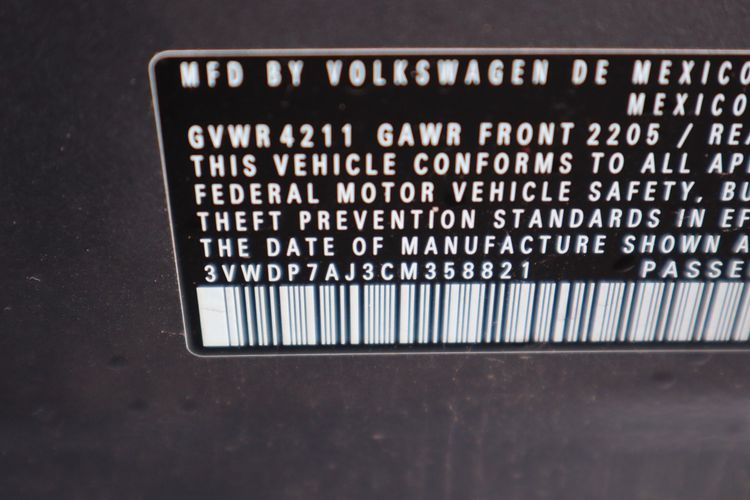 MFD BY VOLKSWAGEN DE MEXICO
MEXICO
GVWR 4211 GAWR FRONT 2205 /
THIS VEHICLE CONFORMS TO ALL
FEDERAL MOTOR VEHICLE SAFETY,
THEFT PREVENTION STANDARDS IN
THE DATE OF MANUFACTURE SHOWN
3VWDP7AJ3CM358821